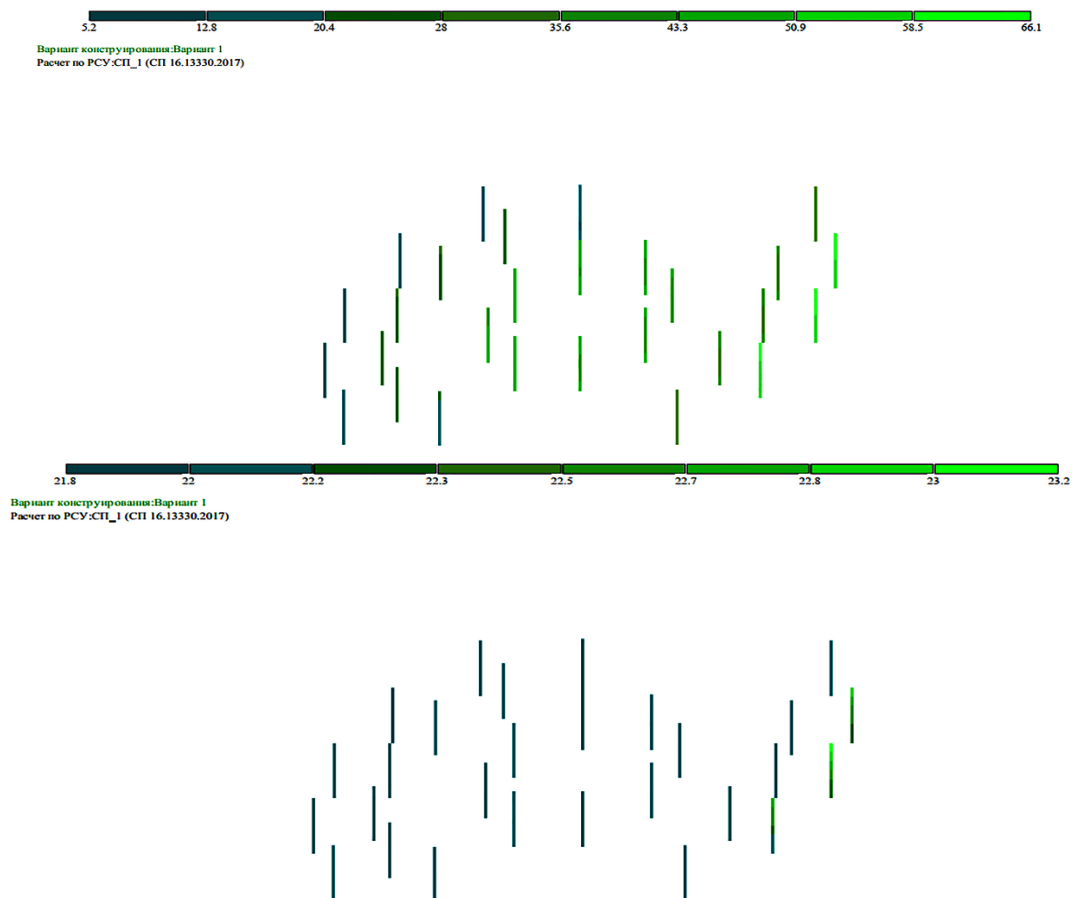 5.2 12.8 20.4 28 35.6 43.3 50.9 58.5 66.1
Вариант конструирования:Вариант 1
Расчет по РСУ:СП_1 (СП 16.13330.2017)
21.8 22 22.2 22.3 22.5 22.7 22.8 23 23.2
Вариант конструирования:Вариант 1
Расчет по РСУ:СП_1 (СП 16.13330.2017)